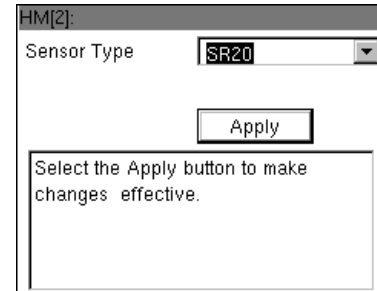 HM[2]:
Sensor Type
SR20
Apply
Select the Apply button to make
changes effective.